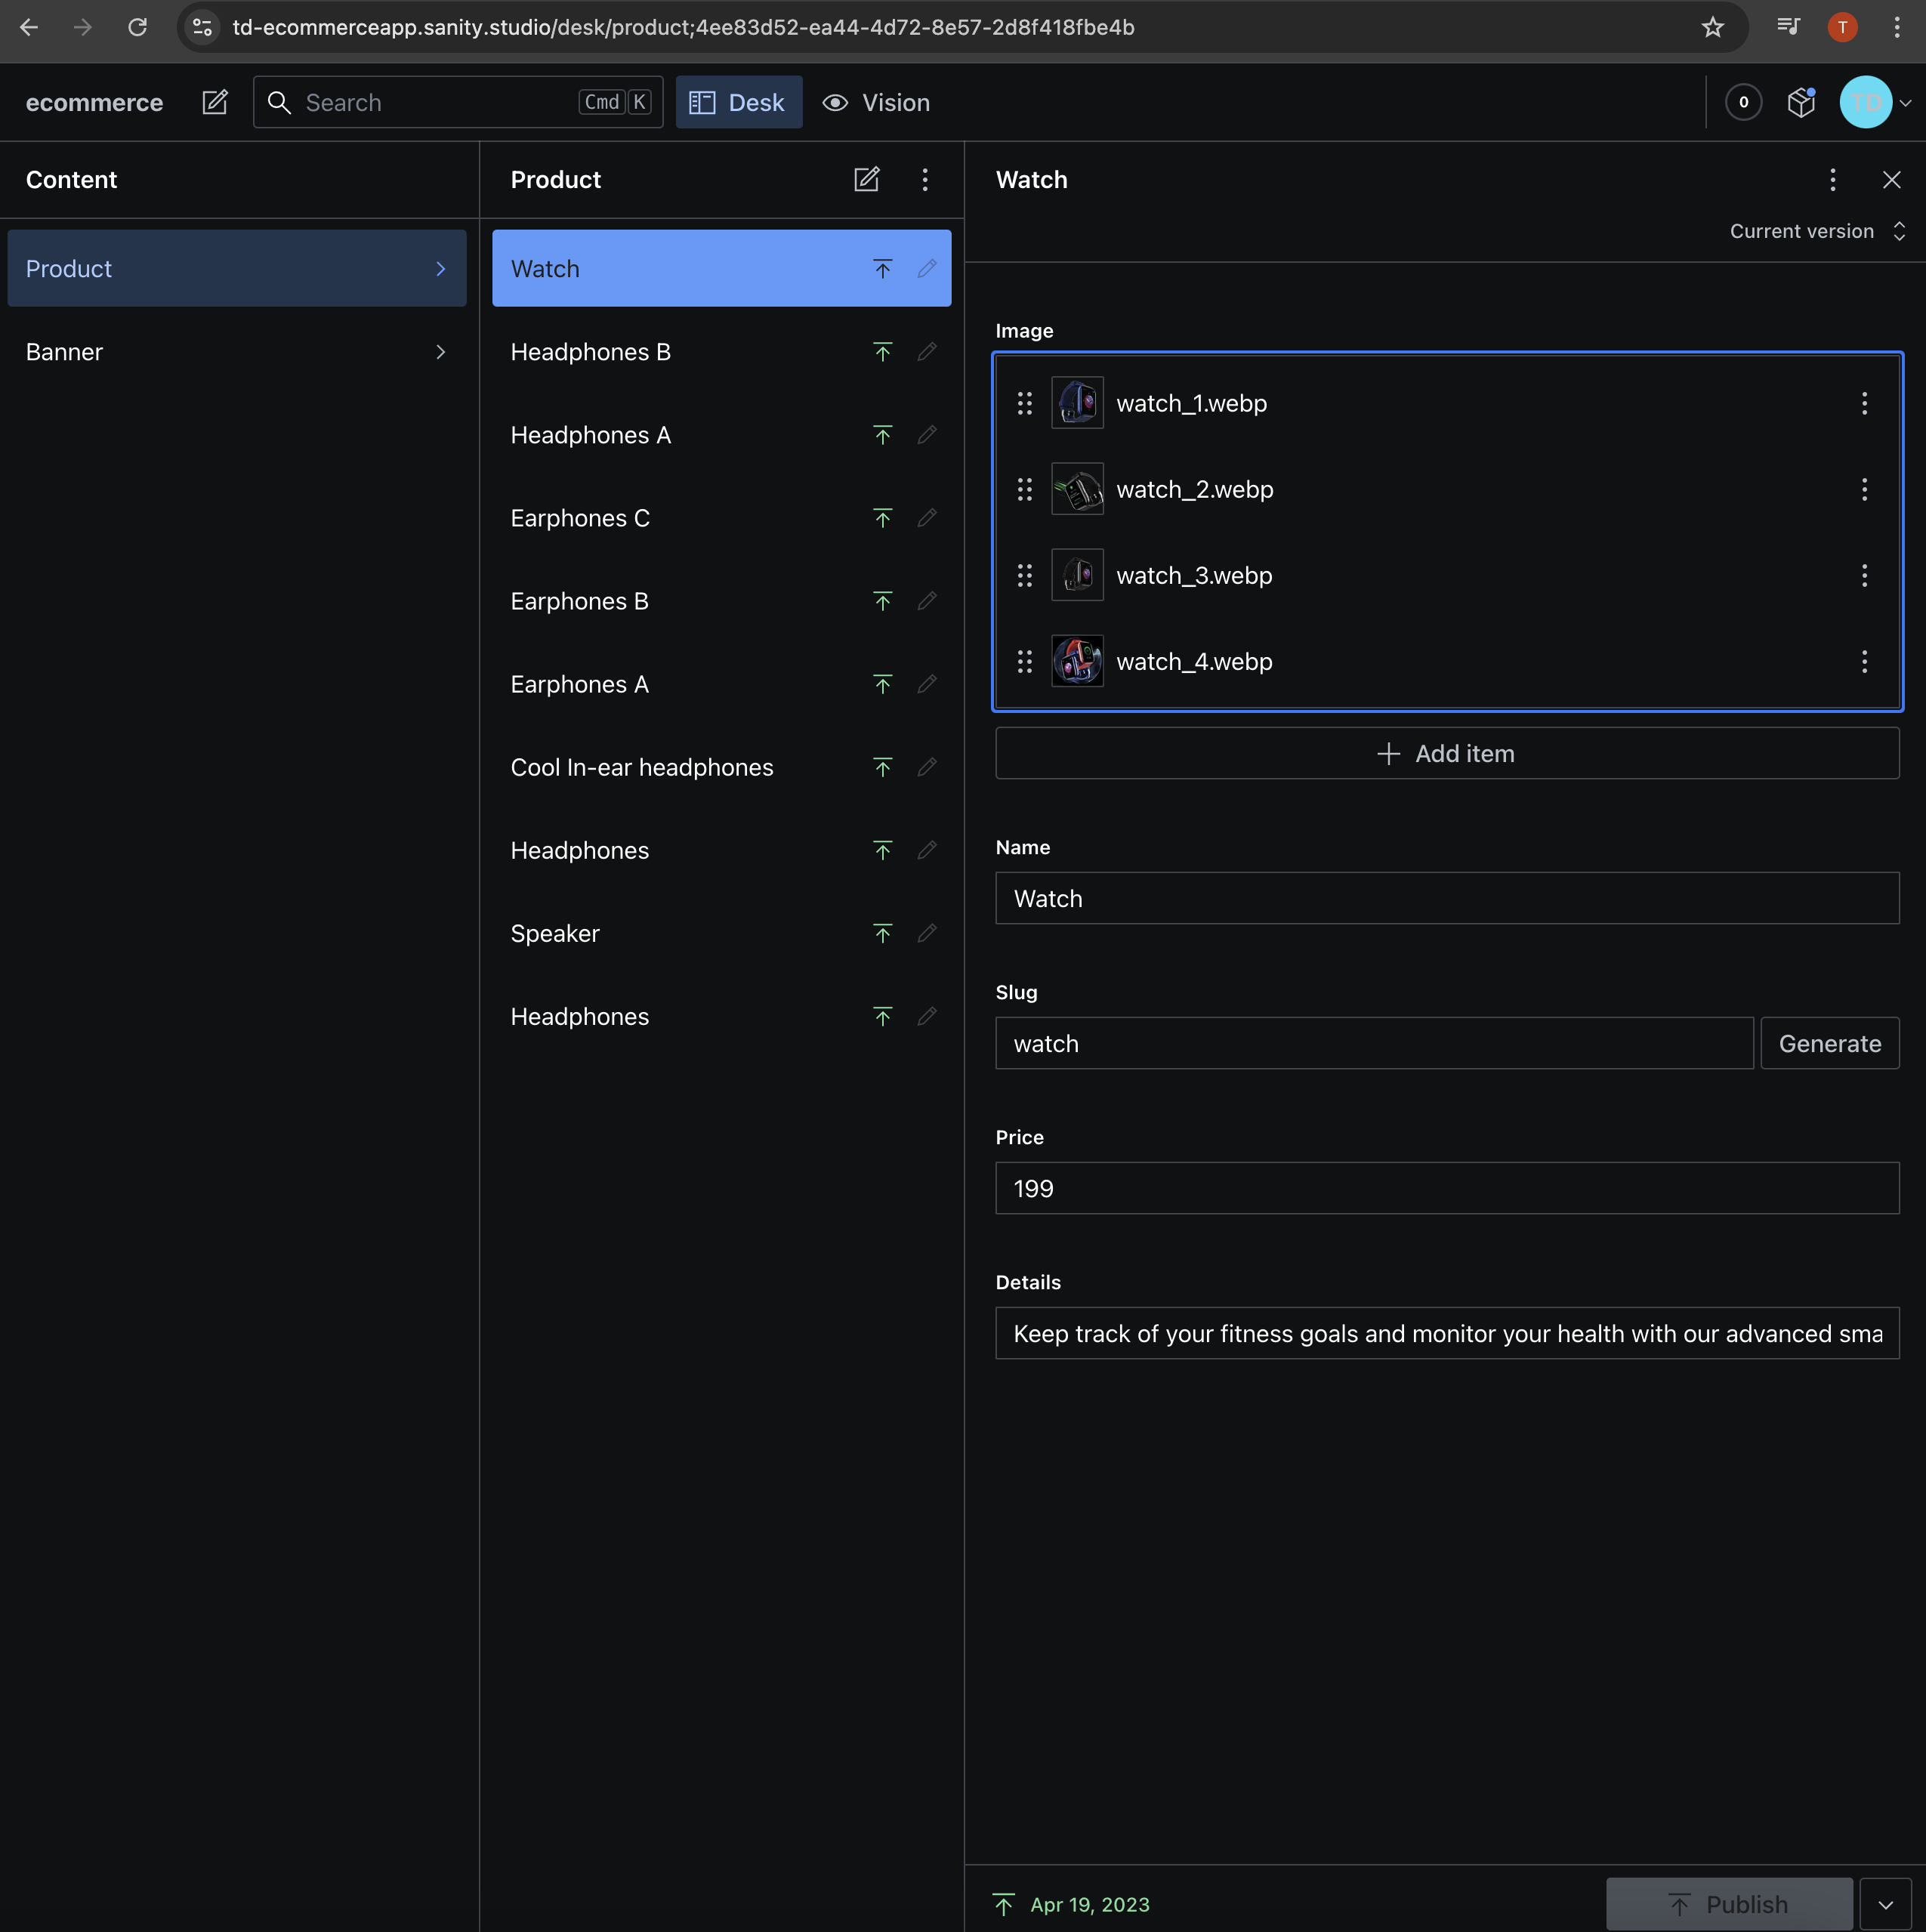 td-ecommerceapp.sanity.studio/desk/product;4ee83d52-ea44-4d72-8e57-2d8f418fbe4b
T
ecommerce
Search
Cmd K
Desk
Vision
0
TD
Content
Product
Banner
Product
Watch
Headphones B
Headphones A
Earphones C
Earphones B
Earphones A
Cool In-ear headphones
Headphones
Speaker
Headphones
Watch
Current version
Image
watch_1.webp
watch_2.webp
watch_3.webp
watch_4.webp
Add item
Name
Watch
Slug
watch
Generate
Price
199
Details
Keep track of your fitness goals and monitor your health with our advanced sma
Apr 19, 2023
Publish